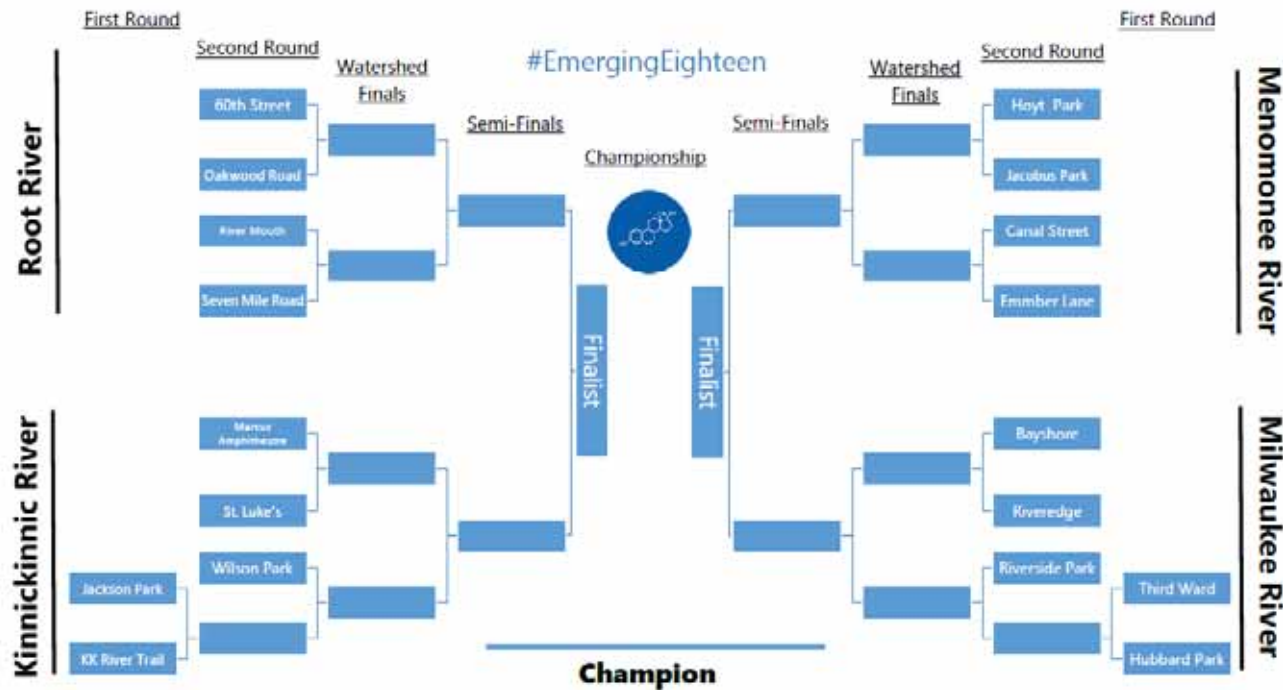 First Round
First Round
Second Round
Second Round
Watershed
Finals
Watershed
Finals
#EmergingEighteen
Semi-Finals
Semi-Finals
Championship
Root River
60th Street
Oakwood Road
River Mouth
Seven Mile Road
Menomonee River
Hoyt Park
Jacobus Park
Canal Street
Emmber Lane
Finalist
Finalist
Kinnickinnic River
Marcus
Amphitheatre
St. Luke's
Wilson Park
Jackson Park
KK River Trail
Milwaukee River
Bayshore
Riveredge
Riverside Park
Third Ward
Hubbard Park
Champion